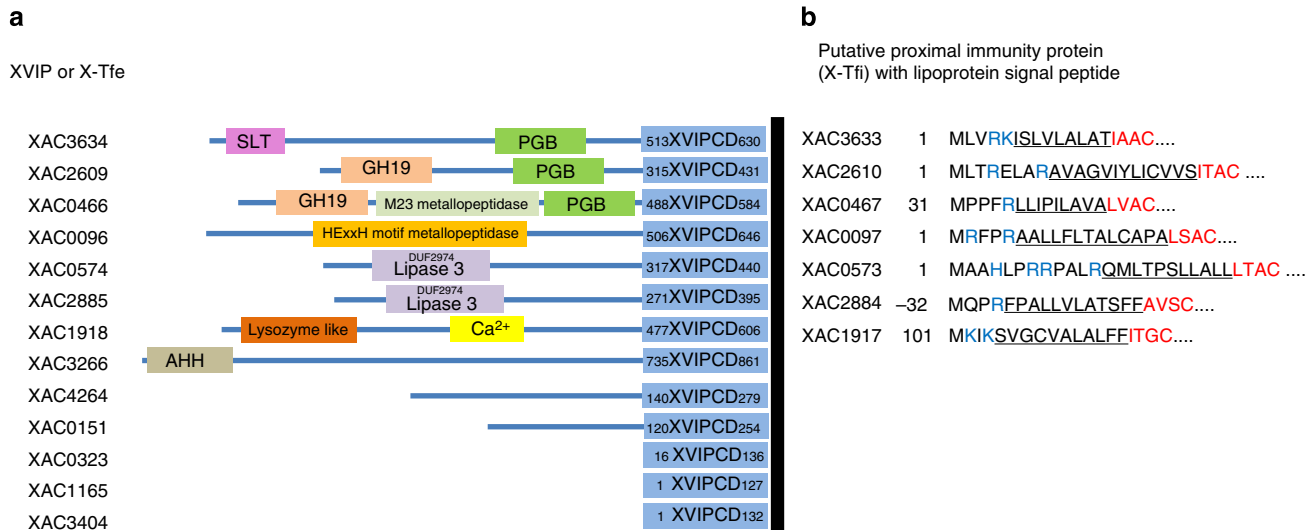 a
XVIP or X-Tfe
XAC3634 SLT PGB 513XVIPCD630
XAC2609 GH19 PGB 315XVIPCD431
XAC0466 GH19 M23 metallopeptidase PGB 488XVIPCD584
XAC0096 HExxH motif metallopeptidase 506XVIPCD646
XAC0574 DUF2974 Lipase 3 317XVIPCD440
XAC2885 DUF2974 Lipase 3 271XVIPCD395
XAC1918 Lysozyme like Ca2+ 477XVIPCD606
XAC3266 AHH 735XVIPCD861
XAC4264 140XVIPCD279
XAC0151 120XVIPCD254
XAC0323 16 XVIPCD136
XAC1165 1 XVIPCD127
XAC3404 1 XVIPCD132
b
Putative proximal immunity protein
(X-Tfi) with lipoprotein signal peptide
XAC3633 1 MLVRKISLVLALATIAAC....
XAC2610 1 MLTRELARAVAGVIYLICVVSITAC ....
XAC0467 31 MPPFRLLIPILAVALVAC....
XAC0097 1 MRFPRAALLFLTALCAPALSAC....
XAC0573 1 MAAHLPRRPALRQMLTPSLLALLLTAC ....
XAC2884 –32 MQPRFPALLVLATSFFAVSC....
XAC1917 101 MKIKSVGCVALALFFITGC....